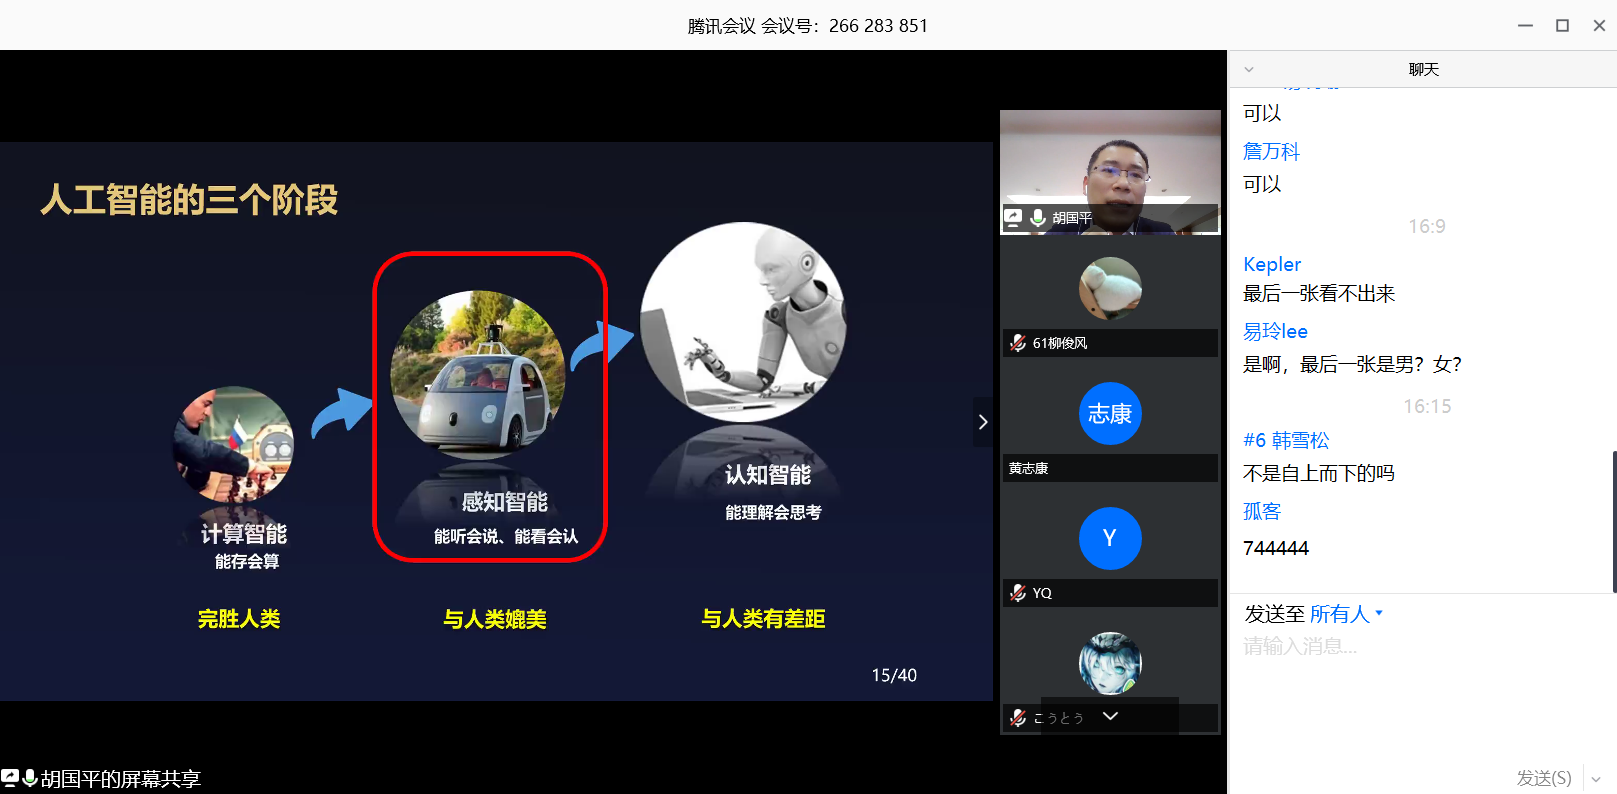 腾讯会议 会议号：266 283 851
人工智能的三个阶段
计算智能
能存会算
完胜人类
感知智能
能听会说、能看会认
与人类媲美
认知智能
能理解会思考
与人类有差距
15/40
胡国平的屏幕共享
胡国平
61柳俊风
志康
黄志康
Y
YQ
こうとう
聊天
可以
詹万科
可以
16:9
Kepler
最后一张看不出来
易玲lee
是啊，最后一张是男？女？
16:15
#6 韩雪松
不是自上而下的吗
孤客
744444
发送至 所有人
请输入消息...
发送(S)